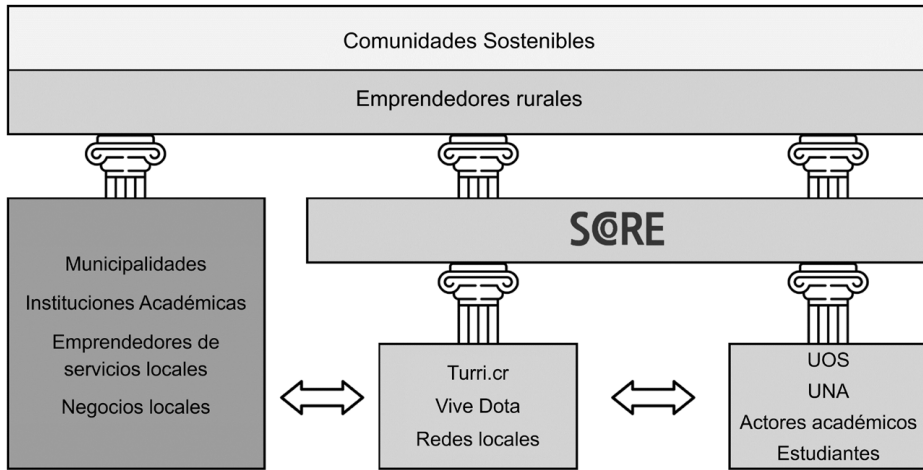 Comunidades Sostenibles
Emprendedores rurales
SCORE
Municipalidades
Instituciones Académicas
Emprendedores de
servicios locales
Negocios locales
Turri.cr
Vive Dota
Redes locales
UOS
UNA
Actores académicos
Estudiantes